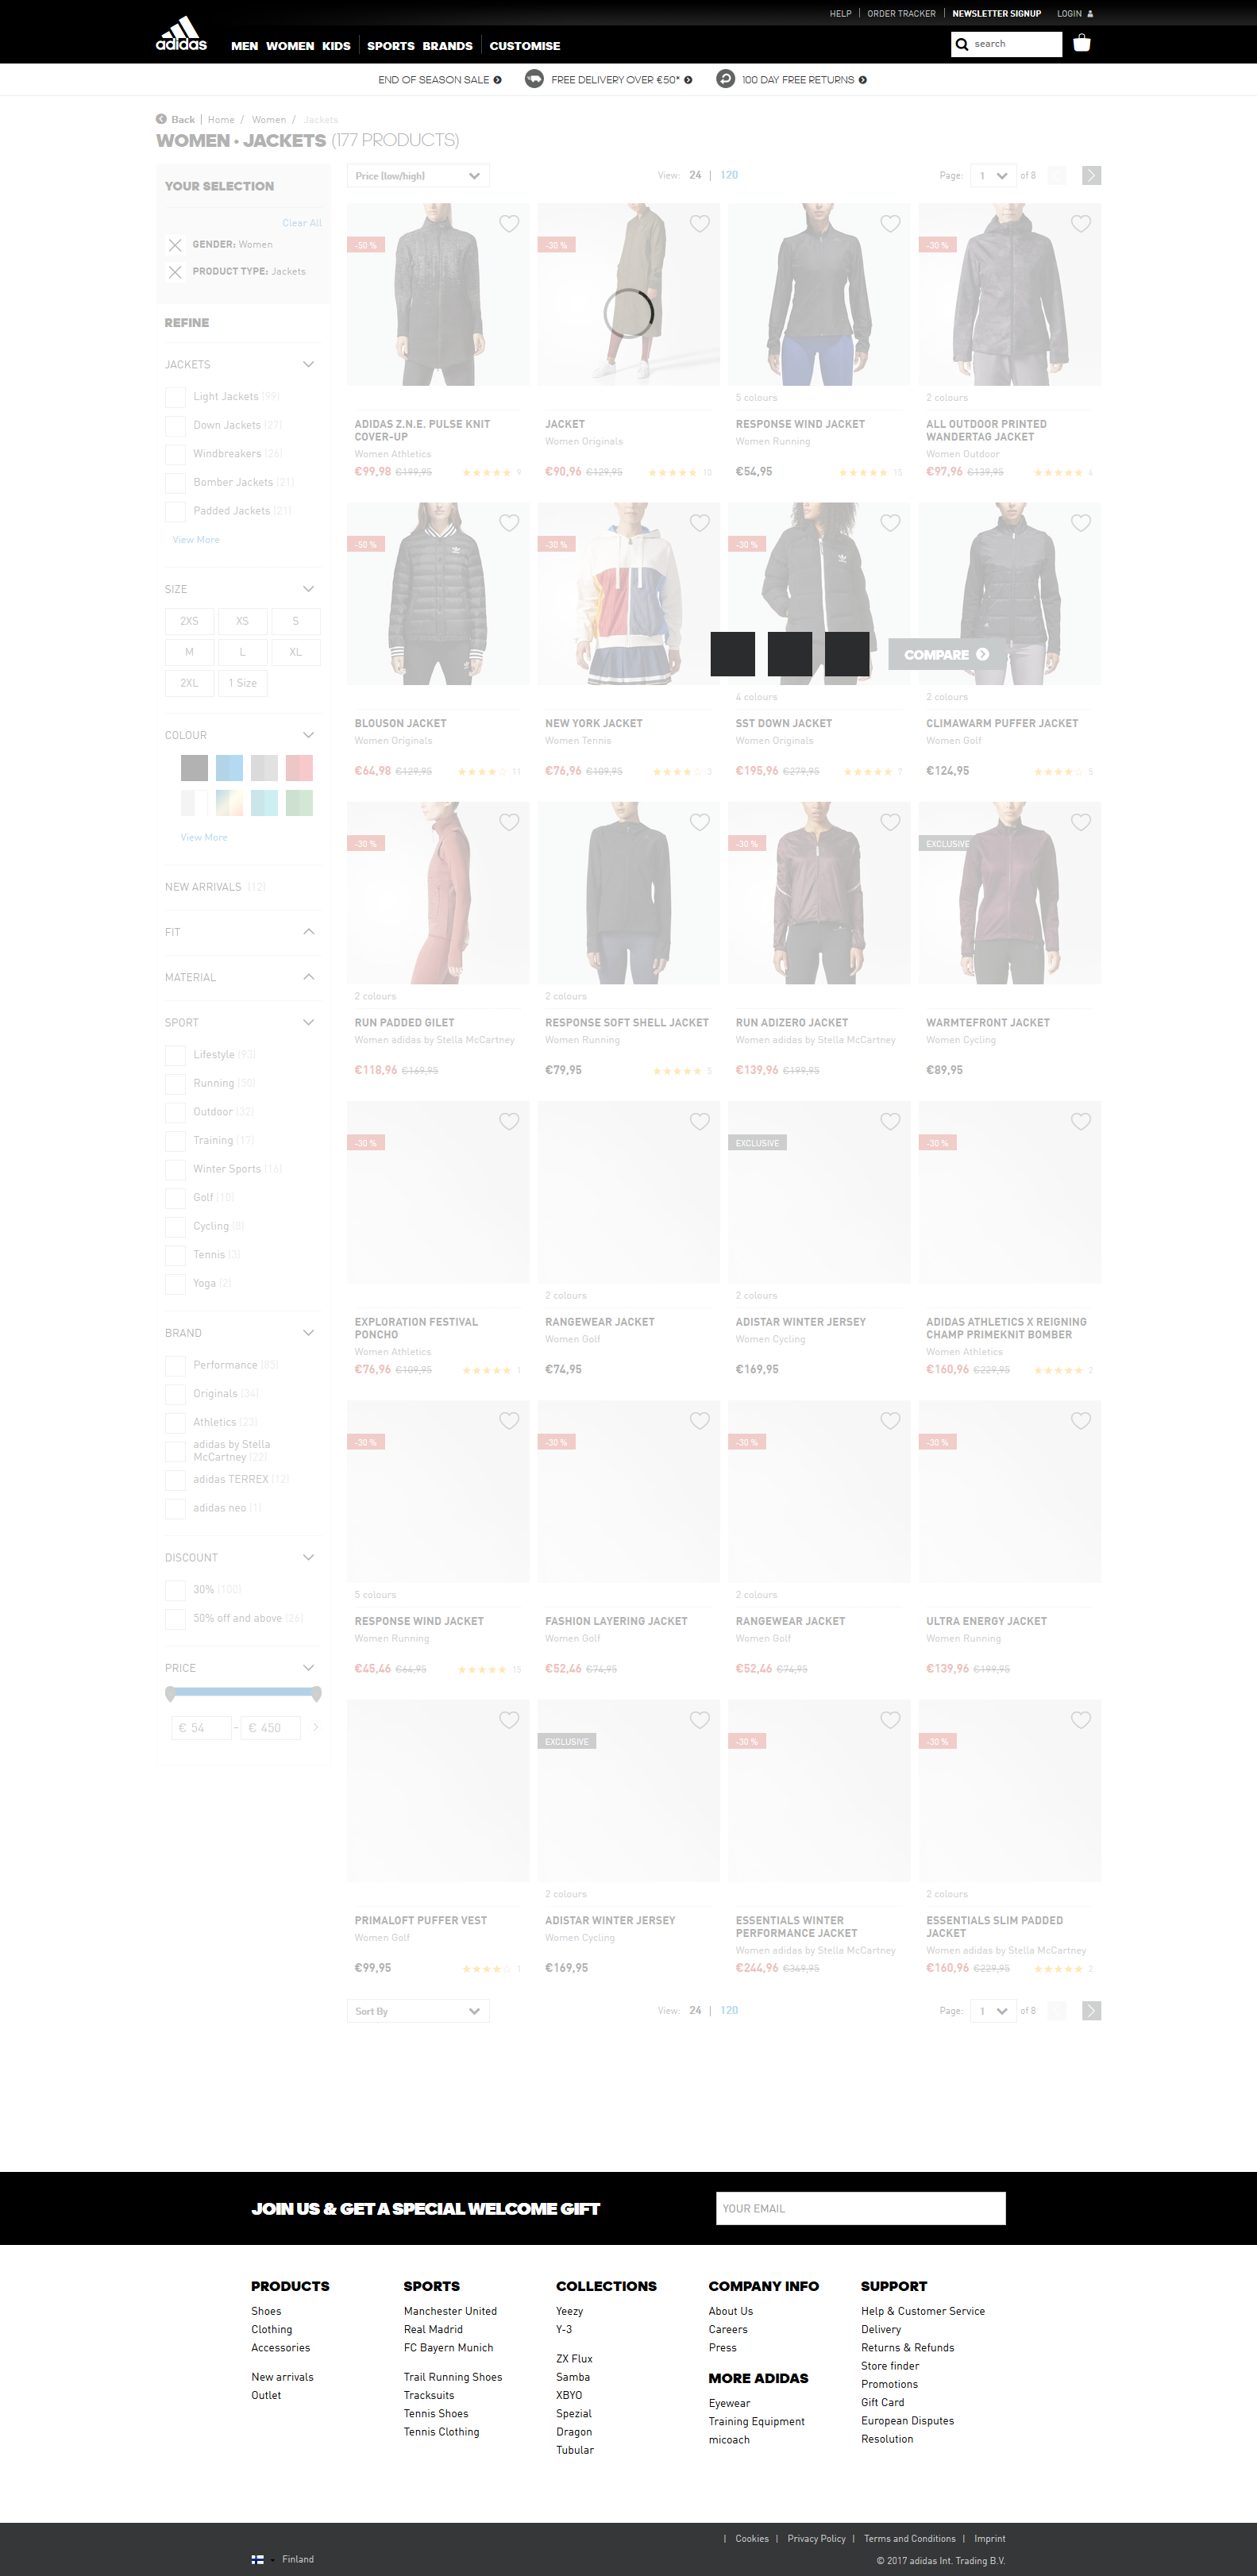 HELP | ORDER TRACKER | NEWSLETTER SIGNUP LOGIN
adidas
MEN WOMEN KIDS | SPORTS BRANDS | CUSTOMISE
search
END OF SEASON SALE
FREE DELIVERY OVER €50*
100 DAY FREE RETURNS
Back | Home / Women / Jackets
WOMEN · JACKETS (177 PRODUCTS)
YOUR SELECTION
Clear All
GENDER: Women
PRODUCT TYPE: Jackets
REFINE
JACKETS
Light Jackets (99)
Down Jackets (27)
Windbreakers (26)
Bomber Jackets (21)
Padded Jackets (21)
View More
SIZE
2XS XS S
M L XL
2XL 1 Size
COLOUR
View More
NEW ARRIVALS (12)
FIT
MATERIAL
SPORT
Lifestyle (93)
Running (50)
Outdoor (32)
Training (17)
Winter Sports (16)
Golf (10)
Cycling (8)
Tennis (3)
Yoga (2)
BRAND
Performance (85)
Originals (34)
Athletics (23)
adidas by Stella
McCartney (22)
adidas TERREX (12)
adidas neo (1)
DISCOUNT
30% (100)
50% off and above (26)
PRICE
€ 54 - € 450
Price (low/high)
View: 24 | 120
Page: 1 of 8
-50 %
ADIDAS Z.N.E. PULSE KNIT
COVER-UP
Women Athletics
€99,98 €199,95 9
-30 %
JACKET
Women Originals
€90,96 €129,95 10
5 colours
RESPONSE WIND JACKET
Women Running
€54,95 15
-30 %
2 colours
ALL OUTDOOR PRINTED
WANDERTAG JACKET
Women Outdoor
€97,96 €139,95 4
-50 %
BLOUSON JACKET
Women Originals
€64,98 €129,95 11
-30 %
NEW YORK JACKET
Women Tennis
€76,96 €109,95 3
-30 %
4 colours
SST DOWN JACKET
Women Originals
€195,96 €279,95 7
2 colours
CLIMAWARM PUFFER JACKET
Women Golf
€124,95 5
COMPARE
-30 %
2 colours
RUN PADDED GILET
Women adidas by Stella McCartney
€118,96 €169,95
2 colours
RESPONSE SOFT SHELL JACKET
Women Running
€79,95 5
-30 %
RUN ADIZERO JACKET
Women adidas by Stella McCartney
€139,96 €199,95
EXCLUSIVE
WARMTEFRONT JACKET
Women Cycling
€89,95
-30 %
EXPLORATION FESTIVAL
PONCHO
Women Athletics
€76,96 €109,95 1
2 colours
RANGEWEAR JACKET
Women Golf
€74,95
EXCLUSIVE
2 colours
ADISTAR WINTER JERSEY
Women Cycling
€169,95
-30 %
ADIDAS ATHLETICS X REIGNING
CHAMP PRIMEKNIT BOMBER
Women Athletics
€160,96 €229,95 2
-30 %
5 colours
RESPONSE WIND JACKET
Women Running
€45,46 €64,95 15
-30 %
FASHION LAYERING JACKET
Women Golf
€52,46 €74,95
-30 %
2 colours
RANGEWEAR JACKET
Women Golf
€52,46 €74,95
-30 %
ULTRA ENERGY JACKET
Women Running
€139,96 €199,95
PRIMALOFT PUFFER VEST
Women Golf
€99,95 1
EXCLUSIVE
2 colours
ADISTAR WINTER JERSEY
Women Cycling
€169,95
-30 %
ESSENTIALS WINTER
PERFORMANCE JACKET
Women adidas by Stella McCartney
€244,96 €349,95
-30 %
2 colours
ESSENTIALS SLIM PADDED
JACKET
Women adidas by Stella McCartney
€160,96 €229,95 2
Sort By
View: 24 | 120
Page: 1 of 8
JOIN US & GET A SPECIAL WELCOME GIFT
YOUR EMAIL
PRODUCTS
Shoes
Clothing
Accessories
New arrivals
Outlet
SPORTS
Manchester United
Real Madrid
FC Bayern Munich
Trail Running Shoes
Tracksuits
Tennis Shoes
Tennis Clothing
COLLECTIONS
Yeezy
Y-3
ZX Flux
Samba
XBYO
Spezial
Dragon
Tubular
COMPANY INFO
About Us
Careers
Press
MORE ADIDAS
Eyewear
Training Equipment
micoach
SUPPORT
Help & Customer Service
Delivery
Returns & Refunds
Store finder
Promotions
Gift Card
European Disputes
Resolution
| Cookies | Privacy Policy | Terms and Conditions | Imprint
Finland
© 2017 adidas Int. Trading B.V.